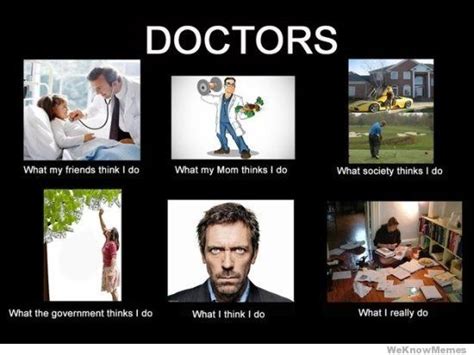 DOCTORS
What my friends think I do
What my Mom thinks I do
What society thinks I do
What the government thinks I do
What I think I do
What I really do
WeKnowMemes